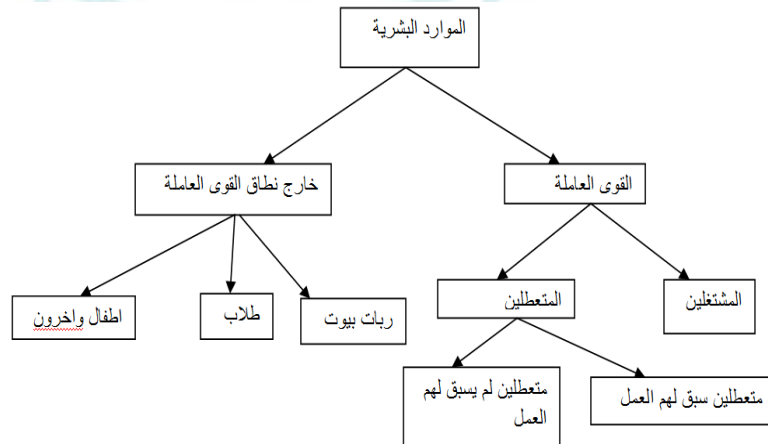 الموارد البشرية
القوى العاملة
خارج نطاق القوى العاملة
المشتغلين
المتعطلين
ربات بيوت
طلاب
اطفال واخرون
متعطلين سبق لهم العمل
متعطلين لم يسبق لهم
العمل